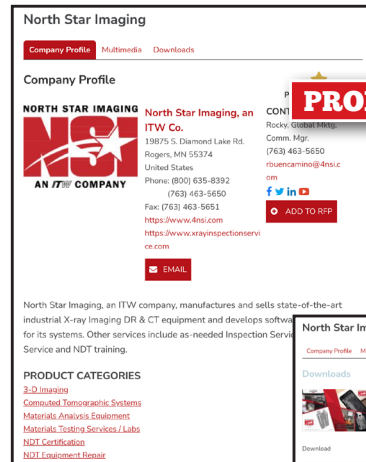 North Star Imaging
Company Profile Multimedia Downloads
Company Profile
NORTH STAR IMAGING
NSI
AN ITW COMPANY
North Star Imaging, an
ITW Co.
19875 S. Diamond Lake Rd.
Rogers, MN 55374
United States
Phone: (800) 635-8392
(763) 463-5650
Fax: (763) 463-5651
https://www.4nsi.com
https://www.xrayinspectionservi
ce.com
EMAIL
P
CONT
PRO
Rocky, Global Mktg.
Comm. Mgr.
(763) 463-5650
rbuencamino@4nsi.c
om
ADD TO RFP
North Star Imaging, an ITW company, manufactures and sells state-of-the-art
industrial X-ray Imaging DR & CT equipment and develops softwa
for its systems. Other services include as-needed Inspection Servi
Service and NDT training.
PRODUCT CATEGORIES
3-D Imaging
Computed Tomographic Systems
Materials Analysis Equipment
Materials Testing Services / Labs
NDT Certification
NDT Equipment Repair
North Star Im
Company Profile M
Downloads
Download